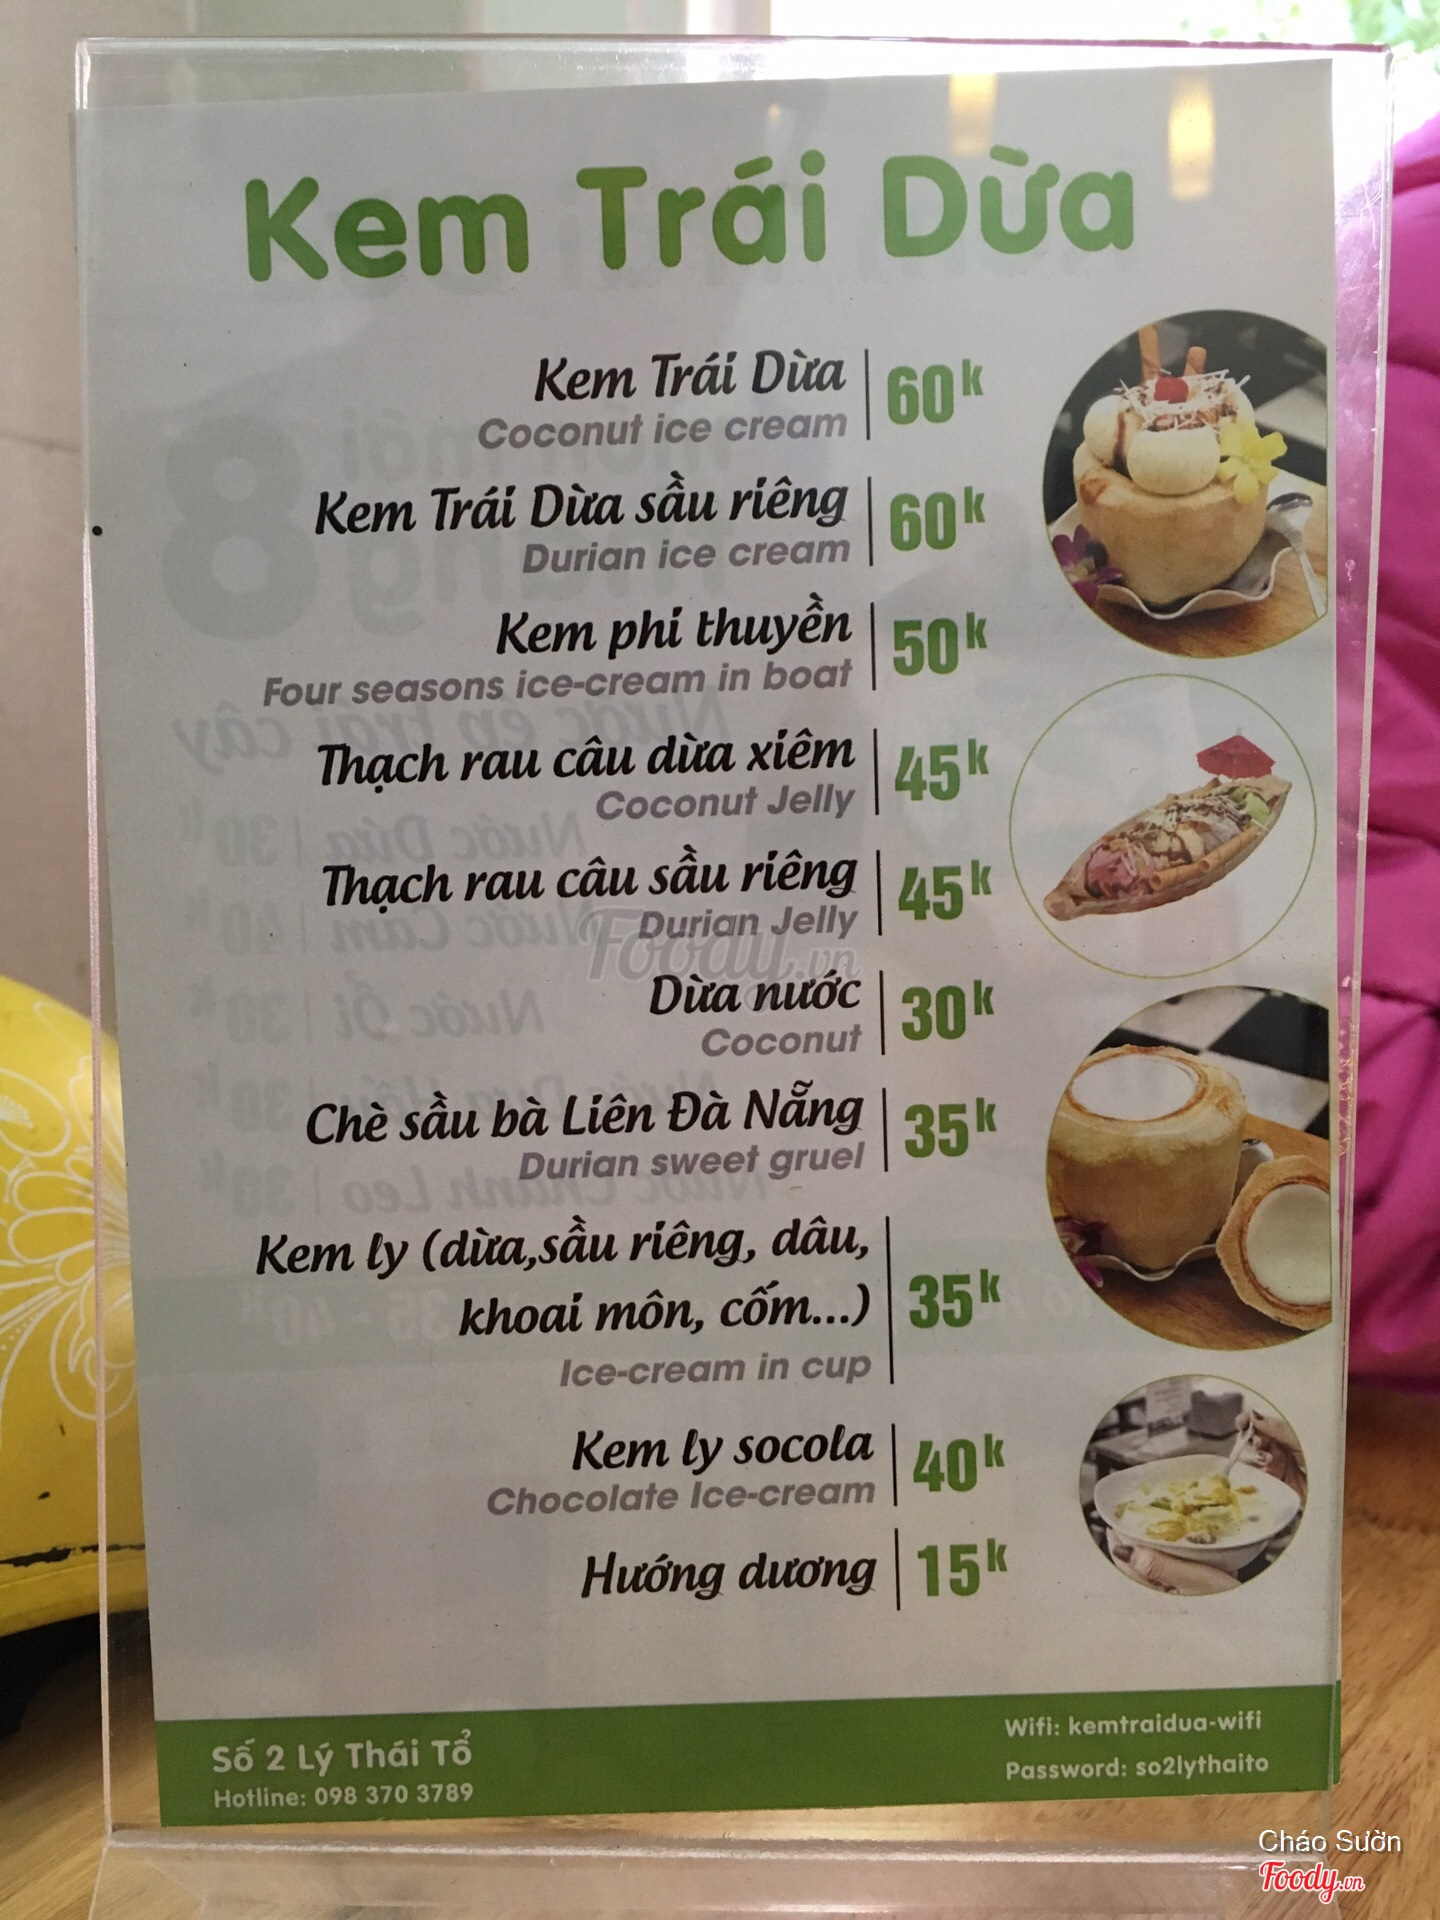 Kem Trái Dừa
Kem Trái Dừa 60k
Coconut ice cream
Kem Trái Dừa sầu riêng 60k
Durian ice cream
Kem phi thuyền 50k
Four seasons ice-cream in boat
Thạch rau câu dừa xiêm 45k
Coconut Jelly
Thạch rau câu sầu riêng 45k
Durian Jelly
Foody.vn
Dừa nước 30k
Coconut
Chè sầu bà Liên Đà Nẵng 35k
Durian sweet gruel
Kem ly (dừa,sầu riêng, dâu,
khoai môn, cốm...) 35k
Ice-cream in cup
Kem ly socola 40k
Chocolate Ice-cream
Hướng dương 15k
Số 2 Lý Thái Tổ
Hotline: 098 370 3789
Wifi: kemtraidua-wifi
Password: so2lythaito
Cháo Sườn
Foody.vn